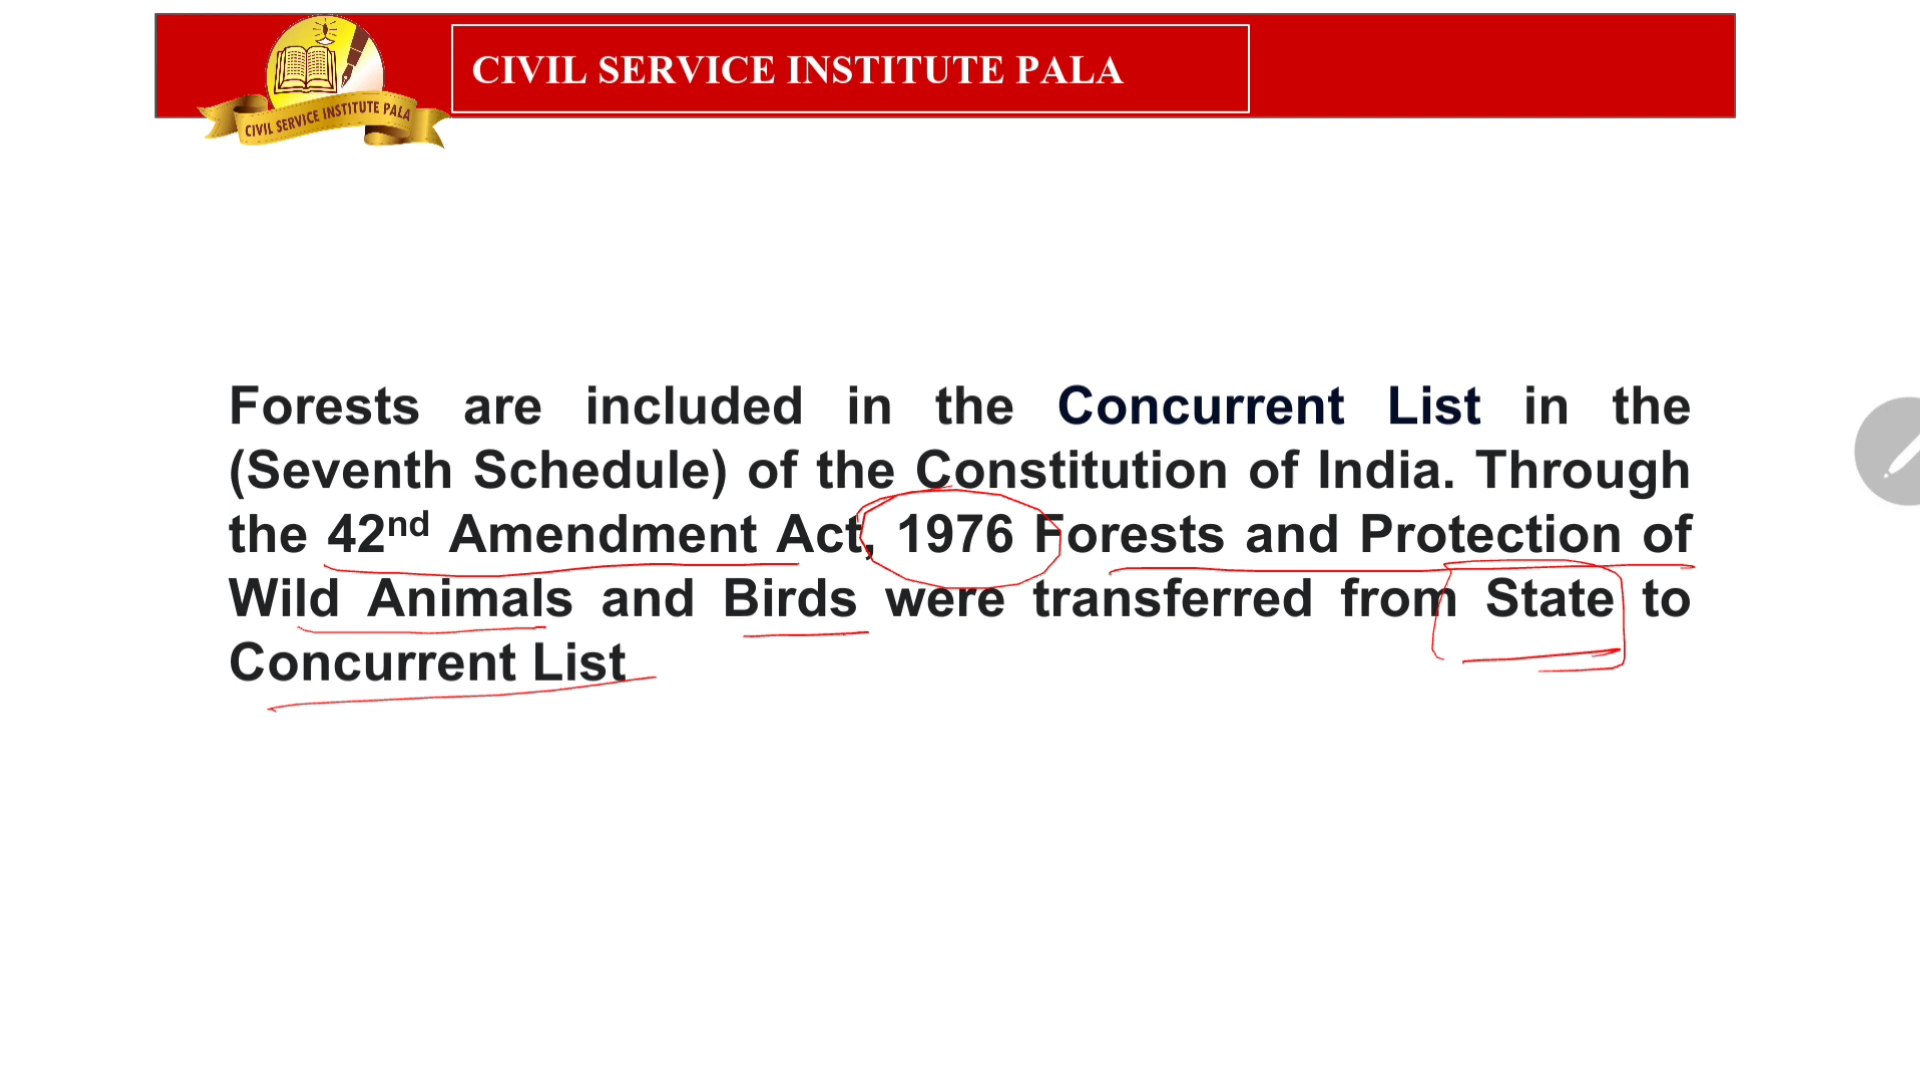 CIVIL SERVICE INSTITUTE PALA
CIVIL SERVICE INSTITUTE PALA
Forests are included in the Concurrent List in the
(Seventh Schedule) of the Constitution of India. Through
the 42nd Amendment Act, 1976 Forests and Protection of
Wild Animals and Birds were transferred from State to
Concurrent List